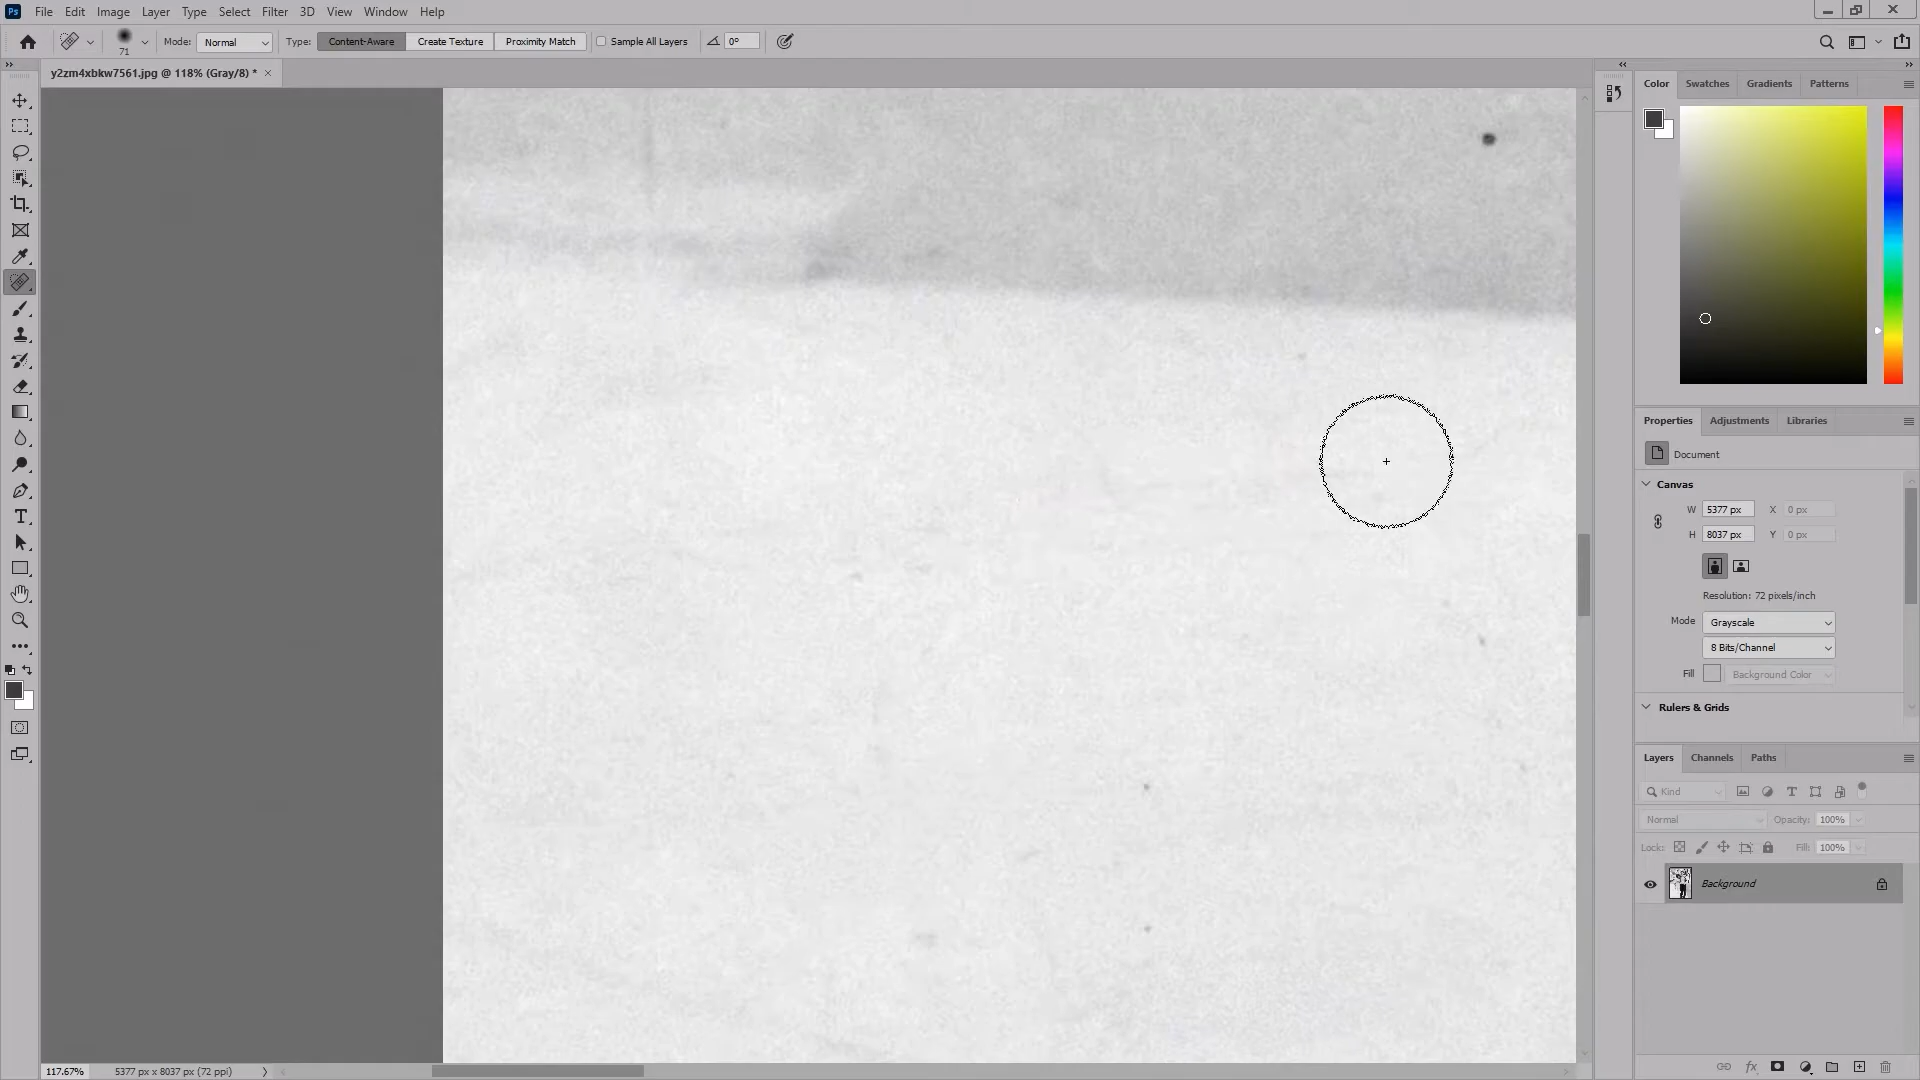 Ps File Edit Image Layer Type Select Filter 3D View Window Help
71 Mode: Normal Type: Content-Aware Create Texture Proximity Match Sample All Layers 0°
y2zm4xbkw7561.jpg @ 118% (Gray/8) * ×
Color Swatches Gradients Patterns
Properties Adjustments Libraries
Document
Canvas
W 5377 px X 0 px
H 8037 px Y 0 px
Resolution: 72 pixels/inch
Mode Grayscale
8 Bits/Channel
Fill Background Color
Rulers & Grids
Layers Channels Paths
Kind
Normal Opacity: 100%
Lock: Fill: 100%
Background
fx
117.67% 5377 px x 8037 px (72 ppi)